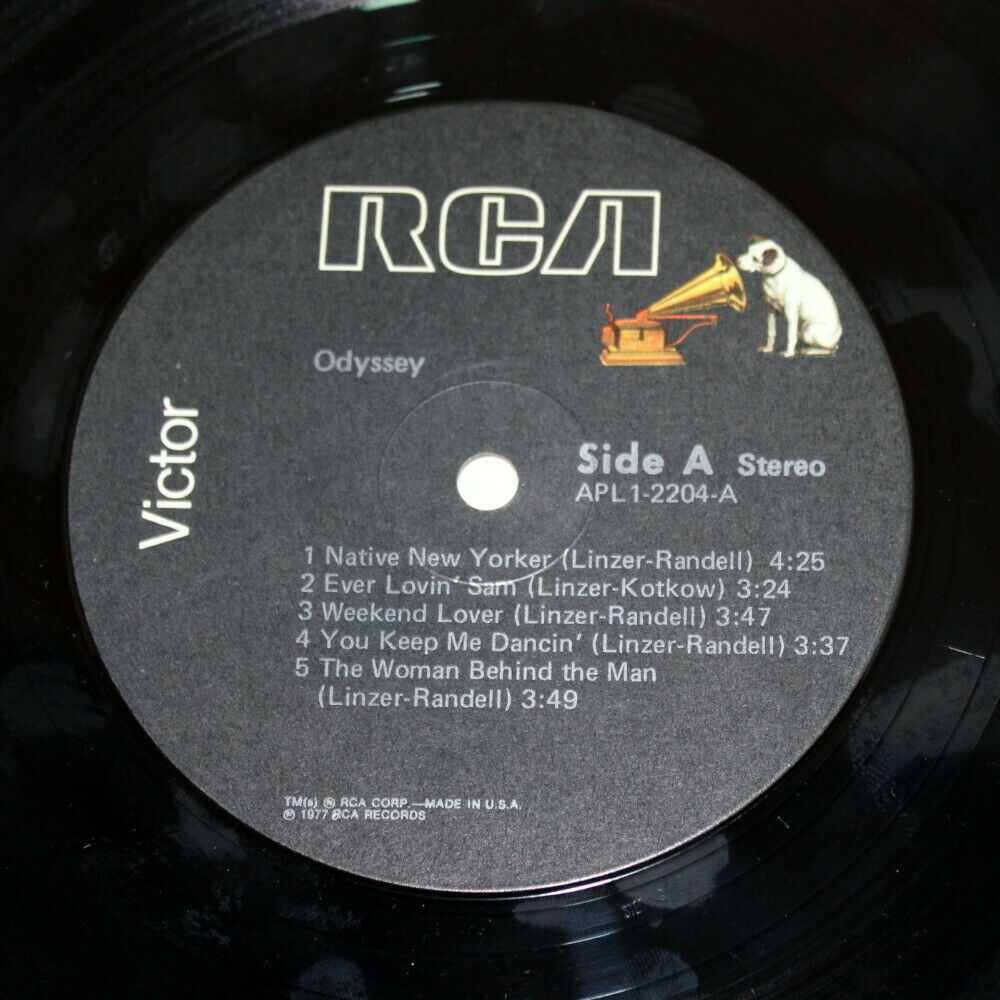 RCA
Odyssey
Victor
Side A Stereo
APL1-2204-A
1 Native New Yorker (Linzer-Randell) 4:25
2 Ever Lovin' Sam (Linzer-Kotkow) 3:24
3 Weekend Lover (Linzer-Randell) 3:47
4 You Keep Me Dancin' (Linzer-Randell) 3:37
5 The Woman Behind the Man
(Linzer-Randell) 3:49
TM(s) ® RCA CORP.—MADE IN U.S.A.
℗ 1977 RCA RECORDS